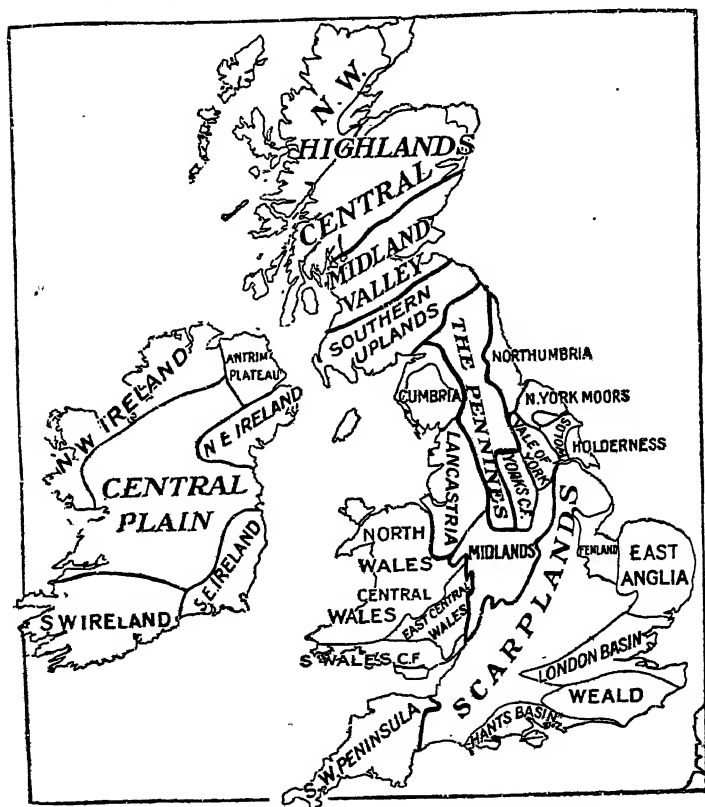 N.W.
HIGHLANDS
CENTRAL
MIDLAND
VALLEY
SOUTHERN
UPLANDS
THE PENNINES
NORTHUMBRIA
ANTRIM
PLATEAU
N.W. IRELAND
N E IRELAND
CUMBRIA
N. YORK MOORS
VALE OF
YORK
HOLDERNESS
LANCASTRIA
YORKS C.F.
CENTRAL
PLAIN
NORTH
WALES
MIDLANDS
SCARPLANDS
FENLAND
EAST
ANGLIA
S.E. IRELAND
CENTRAL
WALES
EAST CENTRAL
WALES
S W IRELAND
S WALES C.F
LONDON BASIN
WEALD
HANTS BASIN
S.W. PENINSULA